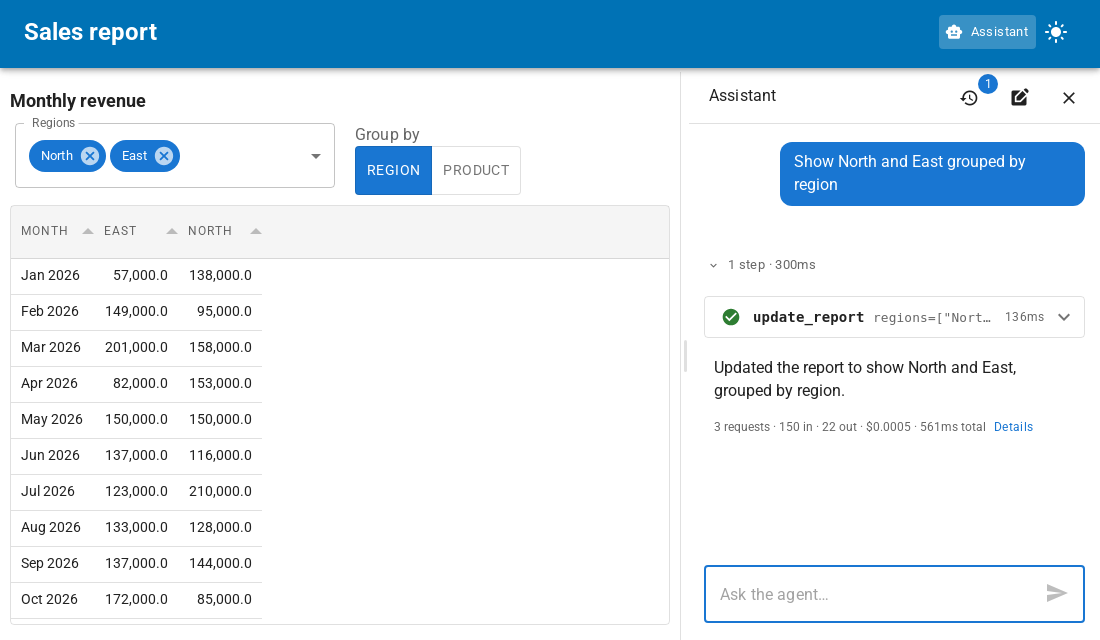 Sales report
Assistant
Monthly revenue
Regions
North
East
Group by
REGION
PRODUCT
MONTH EAST NORTH
Jan 2026 57,000.0 138,000.0
Feb 2026 149,000.0 95,000.0
Mar 2026 201,000.0 158,000.0
Apr 2026 82,000.0 153,000.0
May 2026 150,000.0 150,000.0
Jun 2026 137,000.0 116,000.0
Jul 2026 123,000.0 210,000.0
Aug 2026 133,000.0 128,000.0
Sep 2026 137,000.0 144,000.0
Oct 2026 172,000.0 85,000.0
Assistant
1
Show North and East grouped by
region
1 step · 300ms
update_report regions=["Nort… 136ms
Updated the report to show North and East,
grouped by region.
3 requests · 150 in · 22 out · $0.0005 · 561ms total Details
Ask the agent…